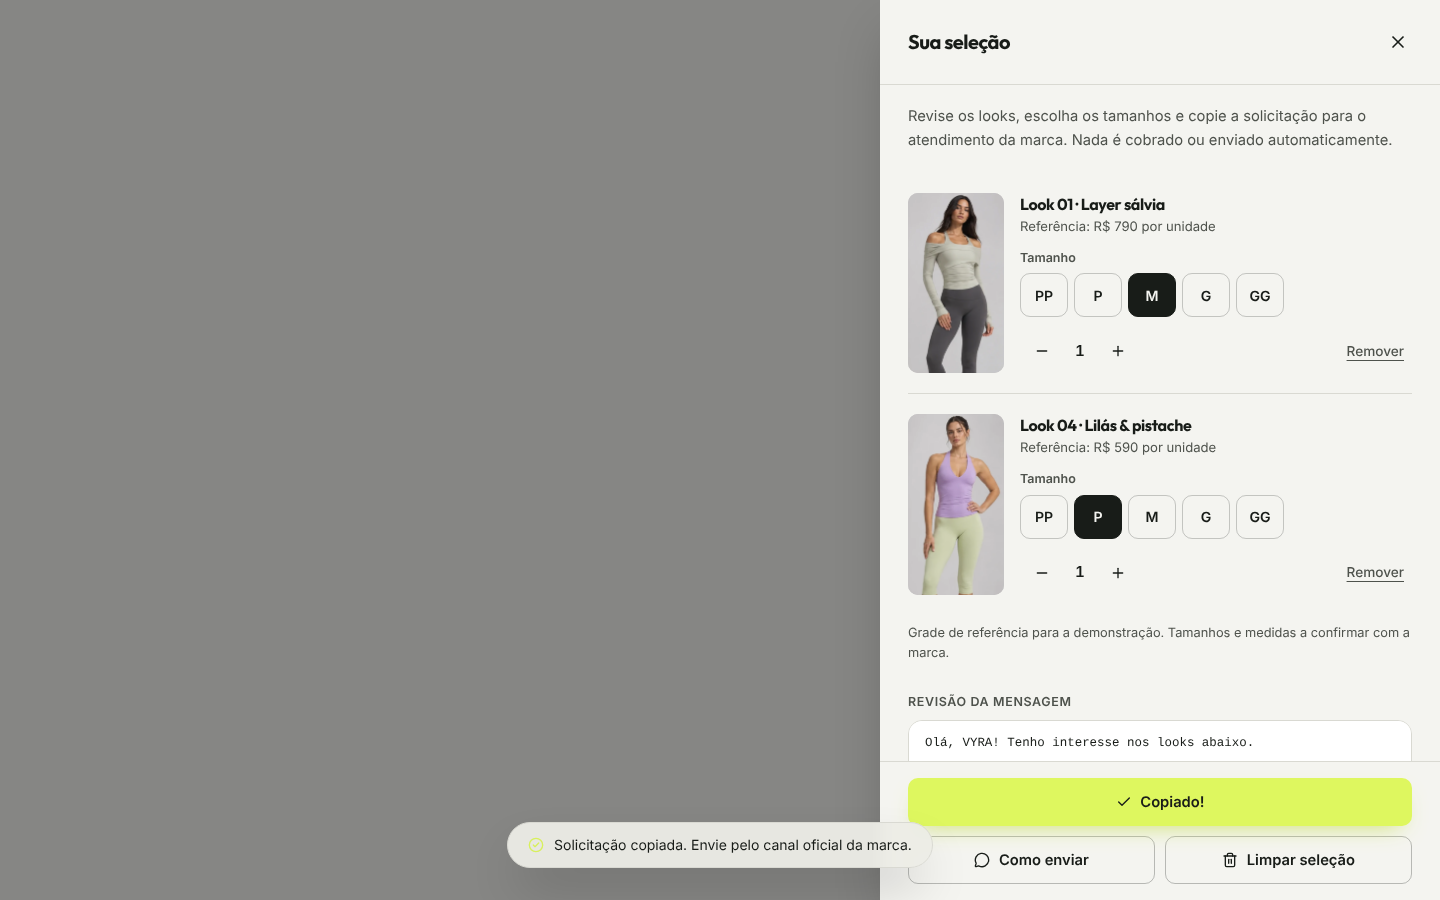 Sua seleção
Revise os looks, escolha os tamanhos e copie a solicitação para o
atendimento da marca. Nada é cobrado ou enviado automaticamente.
Look 01 · Layer sálvia
Referência: R$ 790 por unidade
Tamanho
PP P M G GG
1
Remover
Look 04 · Lilás & pistache
Referência: R$ 590 por unidade
Tamanho
PP P M G GG
1
Remover
Grade de referência para a demonstração. Tamanhos e medidas a confirmar com a
marca.
REVISÃO DA MENSAGEM
Olá, VYRA! Tenho interesse nos looks abaixo.
Copiado!
Solicitação copiada. Envie pelo canal oficial da marca.
Como enviar
Limpar seleção